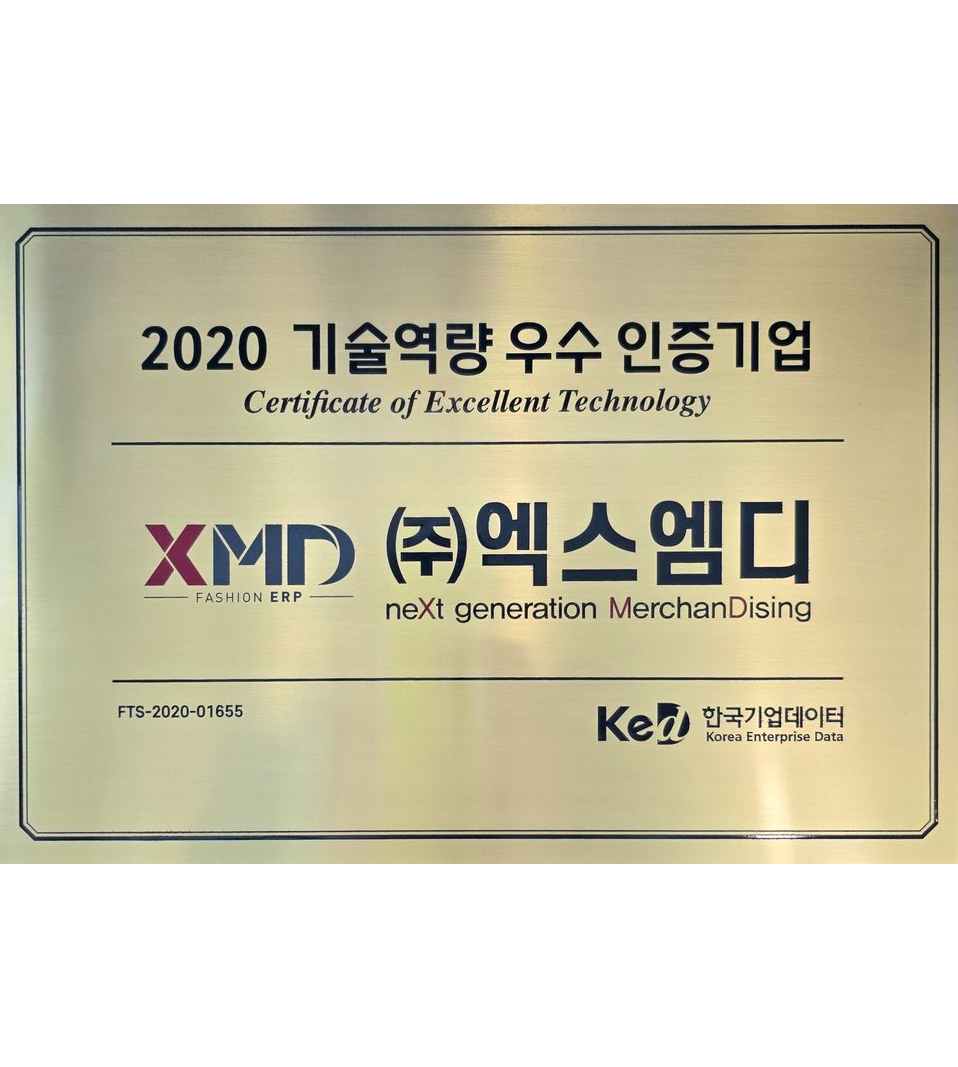 2020 기술역량 우수 인증기업
Certificate of Excellent Technology
XMD
FASHION ERP
(주)엑스엠디
neXt generation MerchanDising
FTS-2020-01655
Ked 한국기업데이터
Korea Enterprise Data